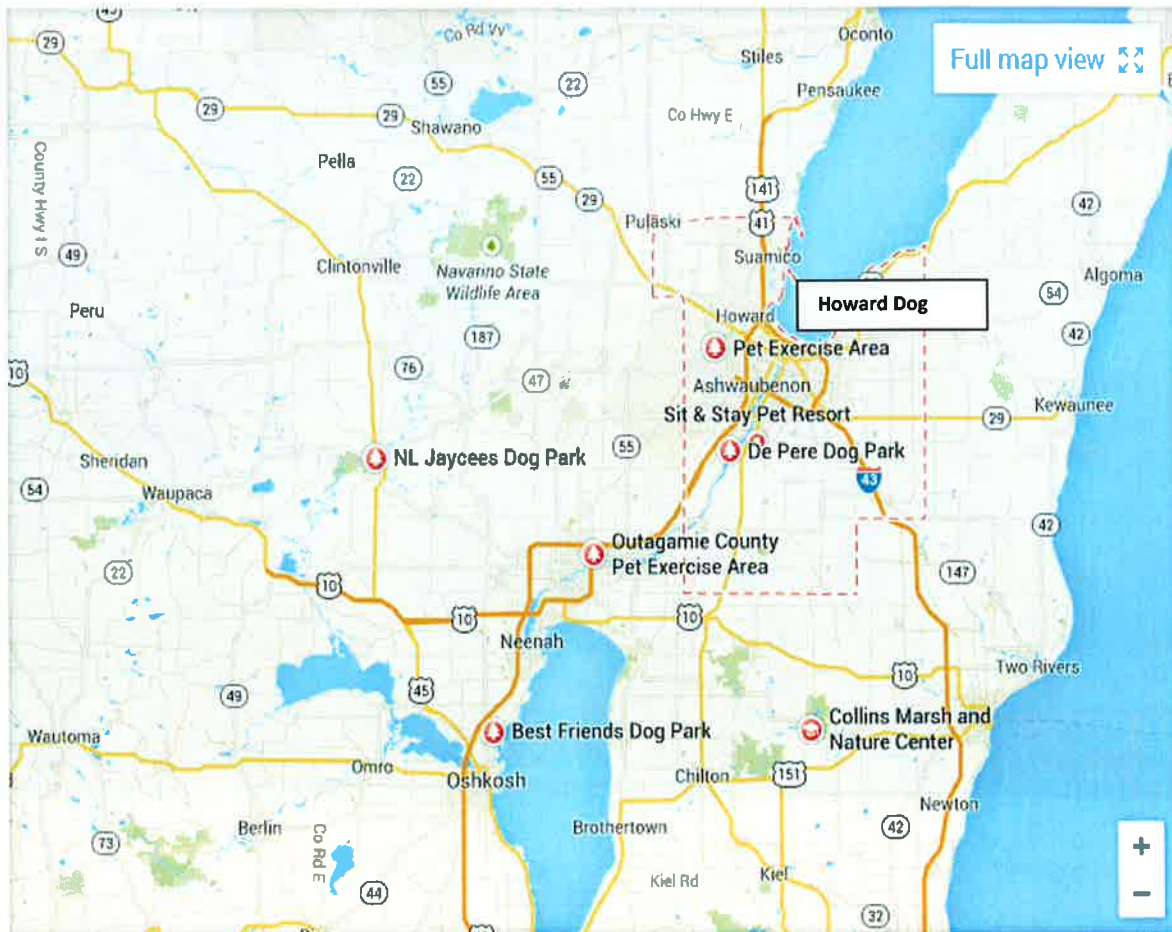 Oconto
Co Rd VV
29
Stiles
Full map view
55
22
Pensaukee
29
29
Shawano
Co Hwy E
County Hwy I S
Pella
22
55
29
141
42
Pulaski
41
49
Suamico
Clintonville
Navarino State
Wildlife Area
Algoma
54
Peru
Howard Dog
Howard
187
42
Pet Exercise Area
10
76
47
Ashwaubenon
Sit & Stay Pet Resort
29
Kewaunee
55
NL Jaycees Dog Park
De Pere Dog Park
Sheridan
43
54
Waupaca
42
Outagamie County
Pet Exercise Area
22
10
147
10
10
Neenah
Two Rivers
10
45
49
Collins Marsh and
Nature Center
Best Friends Dog Park
Wautoma
Omro
Oshkosh
Chilton
151
Newton
Berlin
Co Rd E
Brothertown
42
73
+
Kiel Rd
Kiel
44
−
32